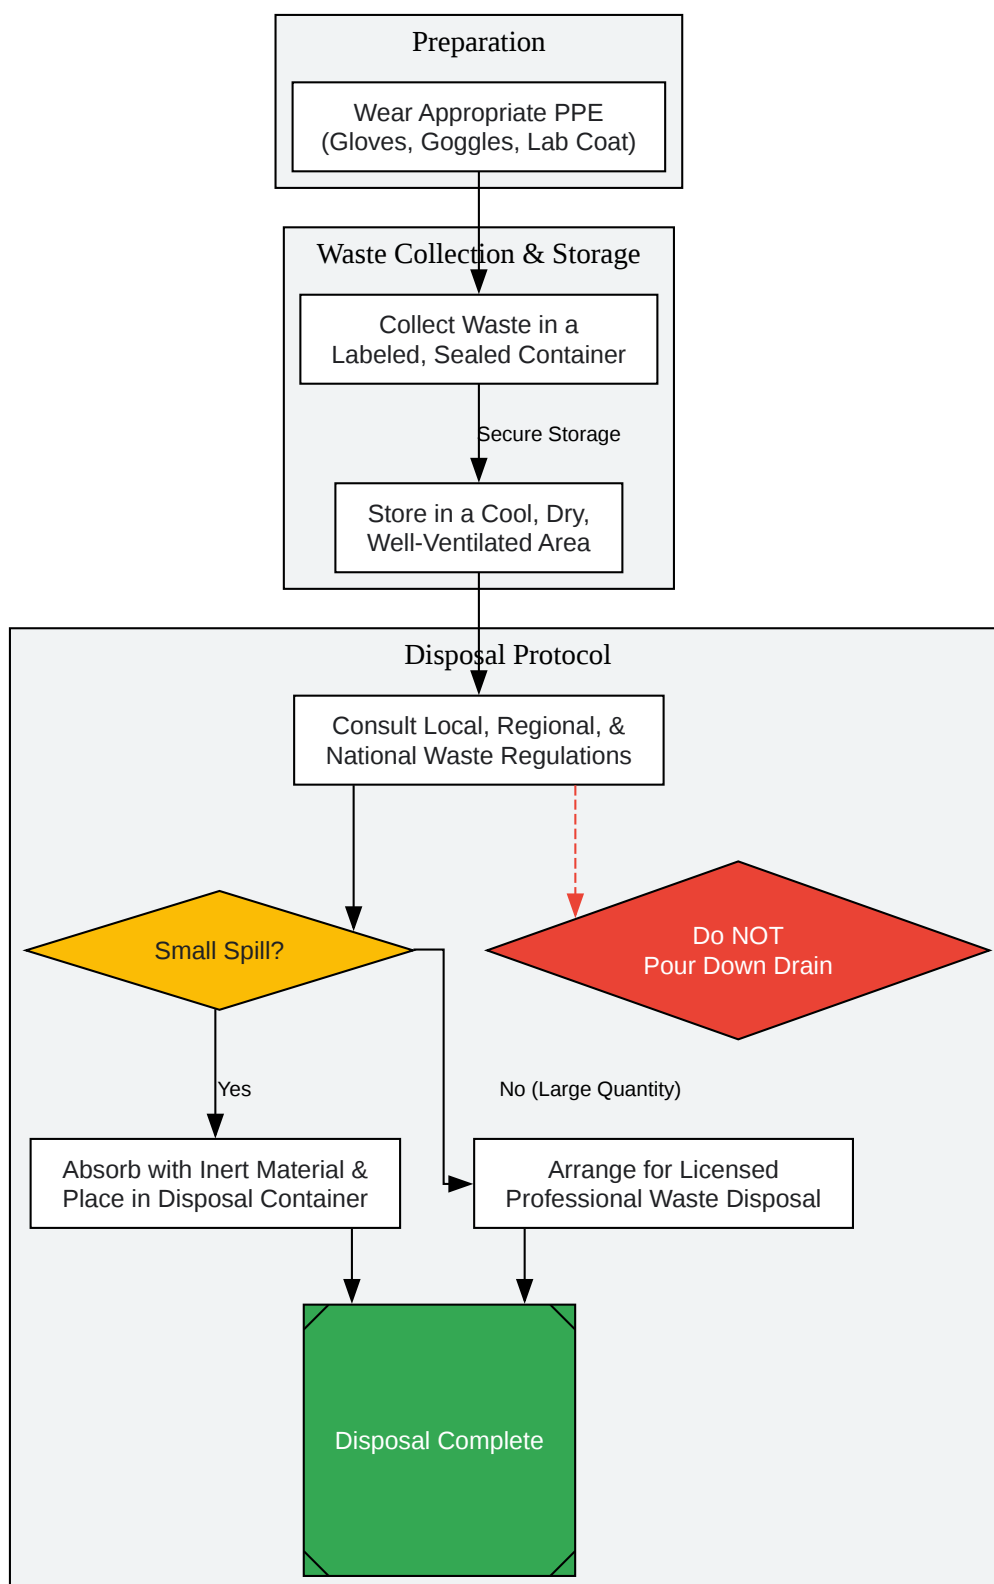 Preparation
Wear Appropriate PPE
(Gloves, Goggles, Lab Coat)
Waste Collection & Storage
Collect Waste in a
Labeled, Sealed Container
Secure Storage
Store in a Cool, Dry,
Well-Ventilated Area
Disposal Protocol
Consult Local, Regional, &
National Waste Regulations
Small Spill?
Do NOT
Pour Down Drain
Yes
No (Large Quantity)
Absorb with Inert Material &
Place in Disposal Container
Arrange for Licensed
Professional Waste Disposal
Disposal Complete